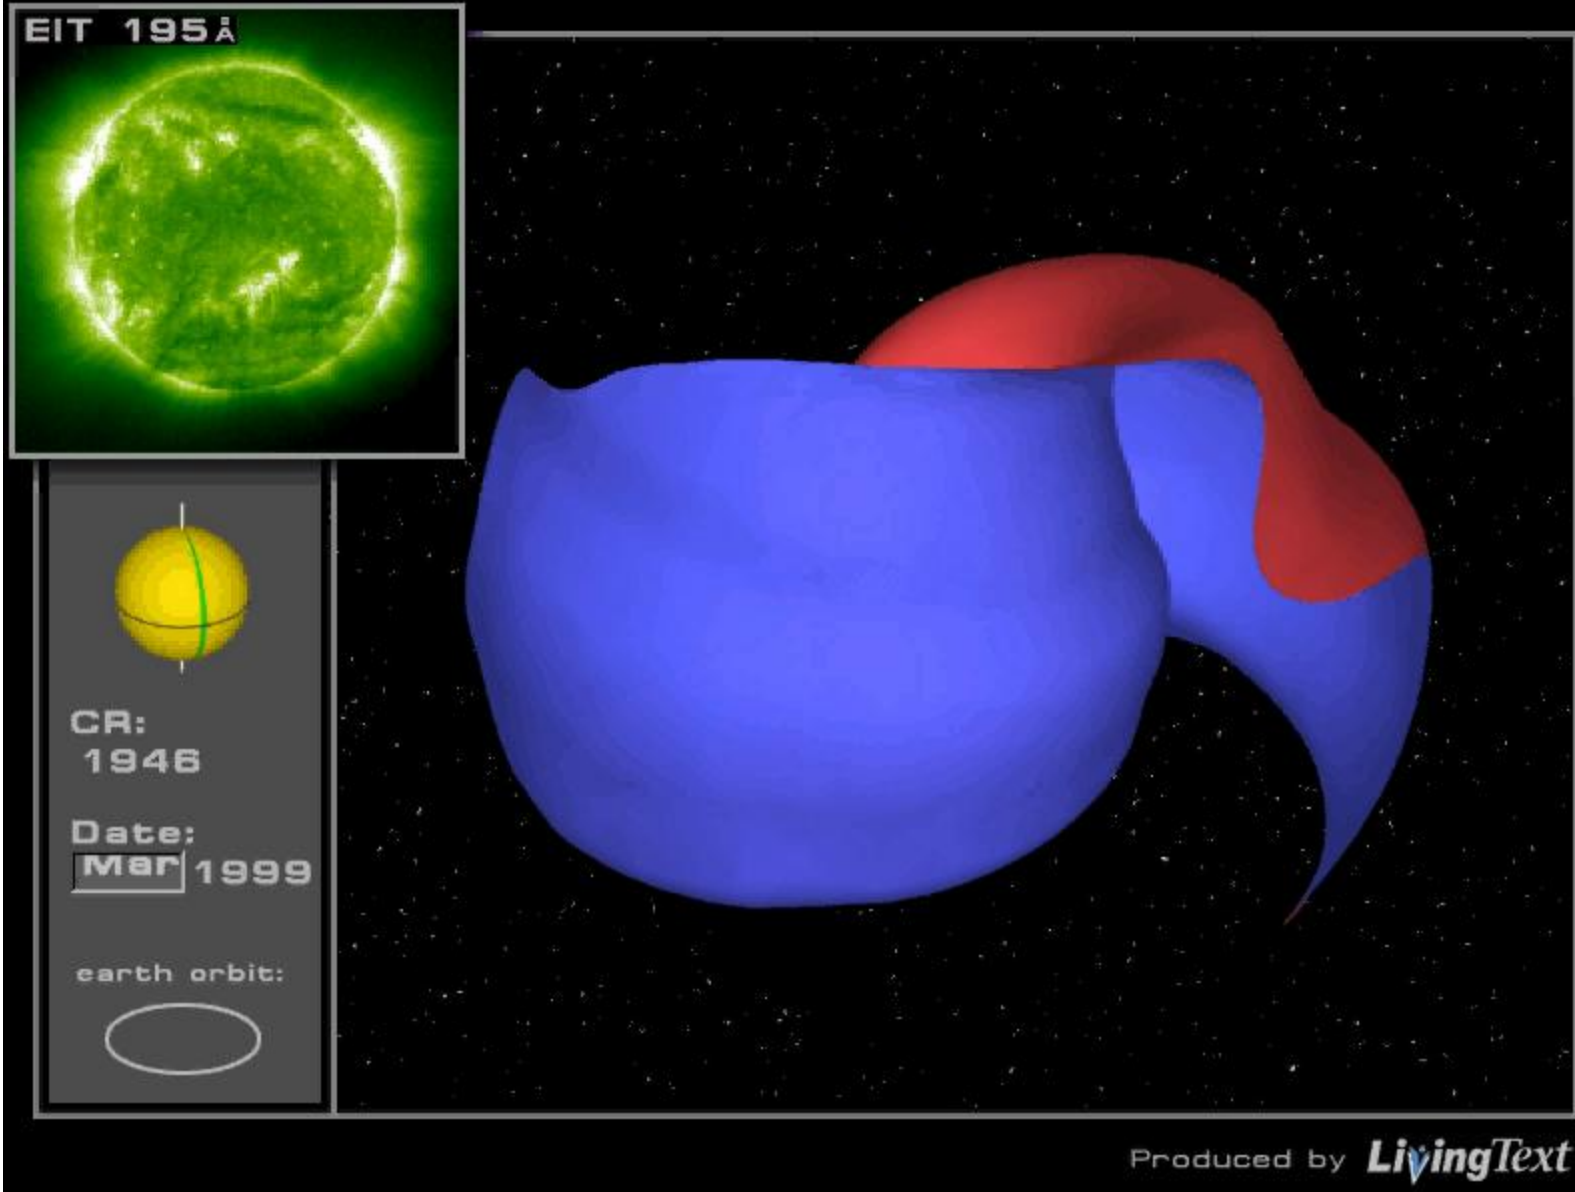 EIT 195Å
CR:
1946
Date:
Mar 1999
earth orbit:
Produced by LivingText